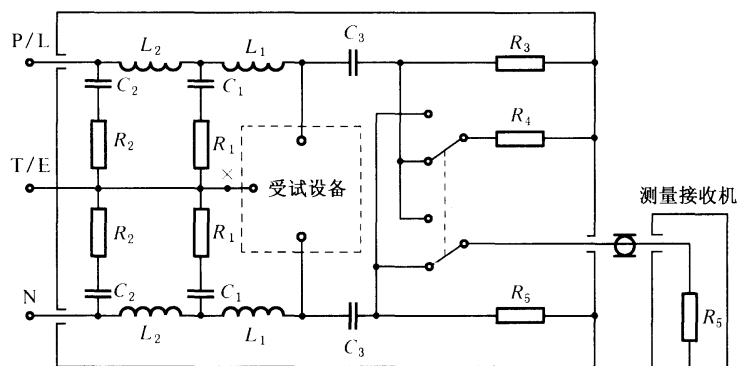 P/L
L₂
L₁
C₃
R₃
C₂
C₁
R₂
R₁
R₄
T/E
×
受试设备
测量接收机
R₂
R₁
N
C₂
C₁
R₅
R₅
L₂
L₁
C₃